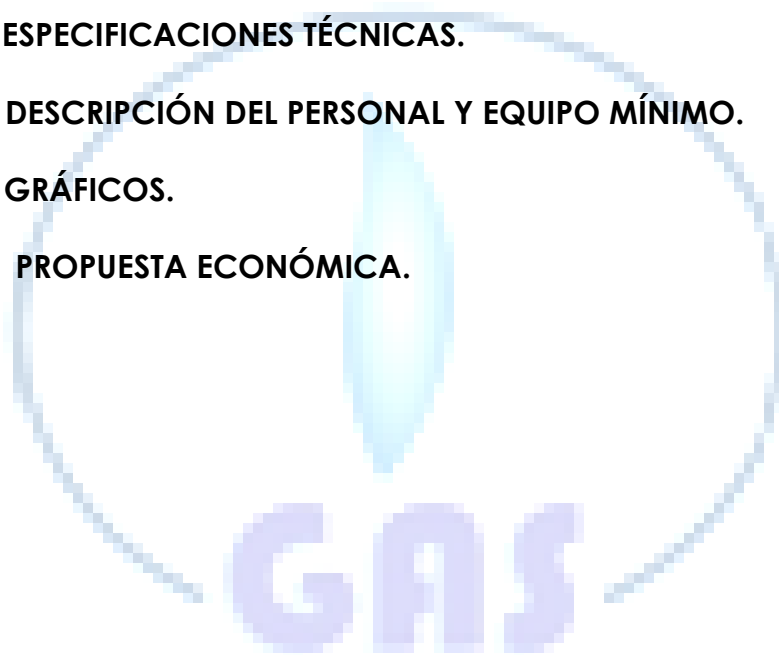 ESPECIFICACIONES TÉCNICAS.
DESCRIPCIÓN DEL PERSONAL Y EQUIPO MÍNIMO.
GRÁFICOS.
PROPUESTA ECONÓMICA.
GAS